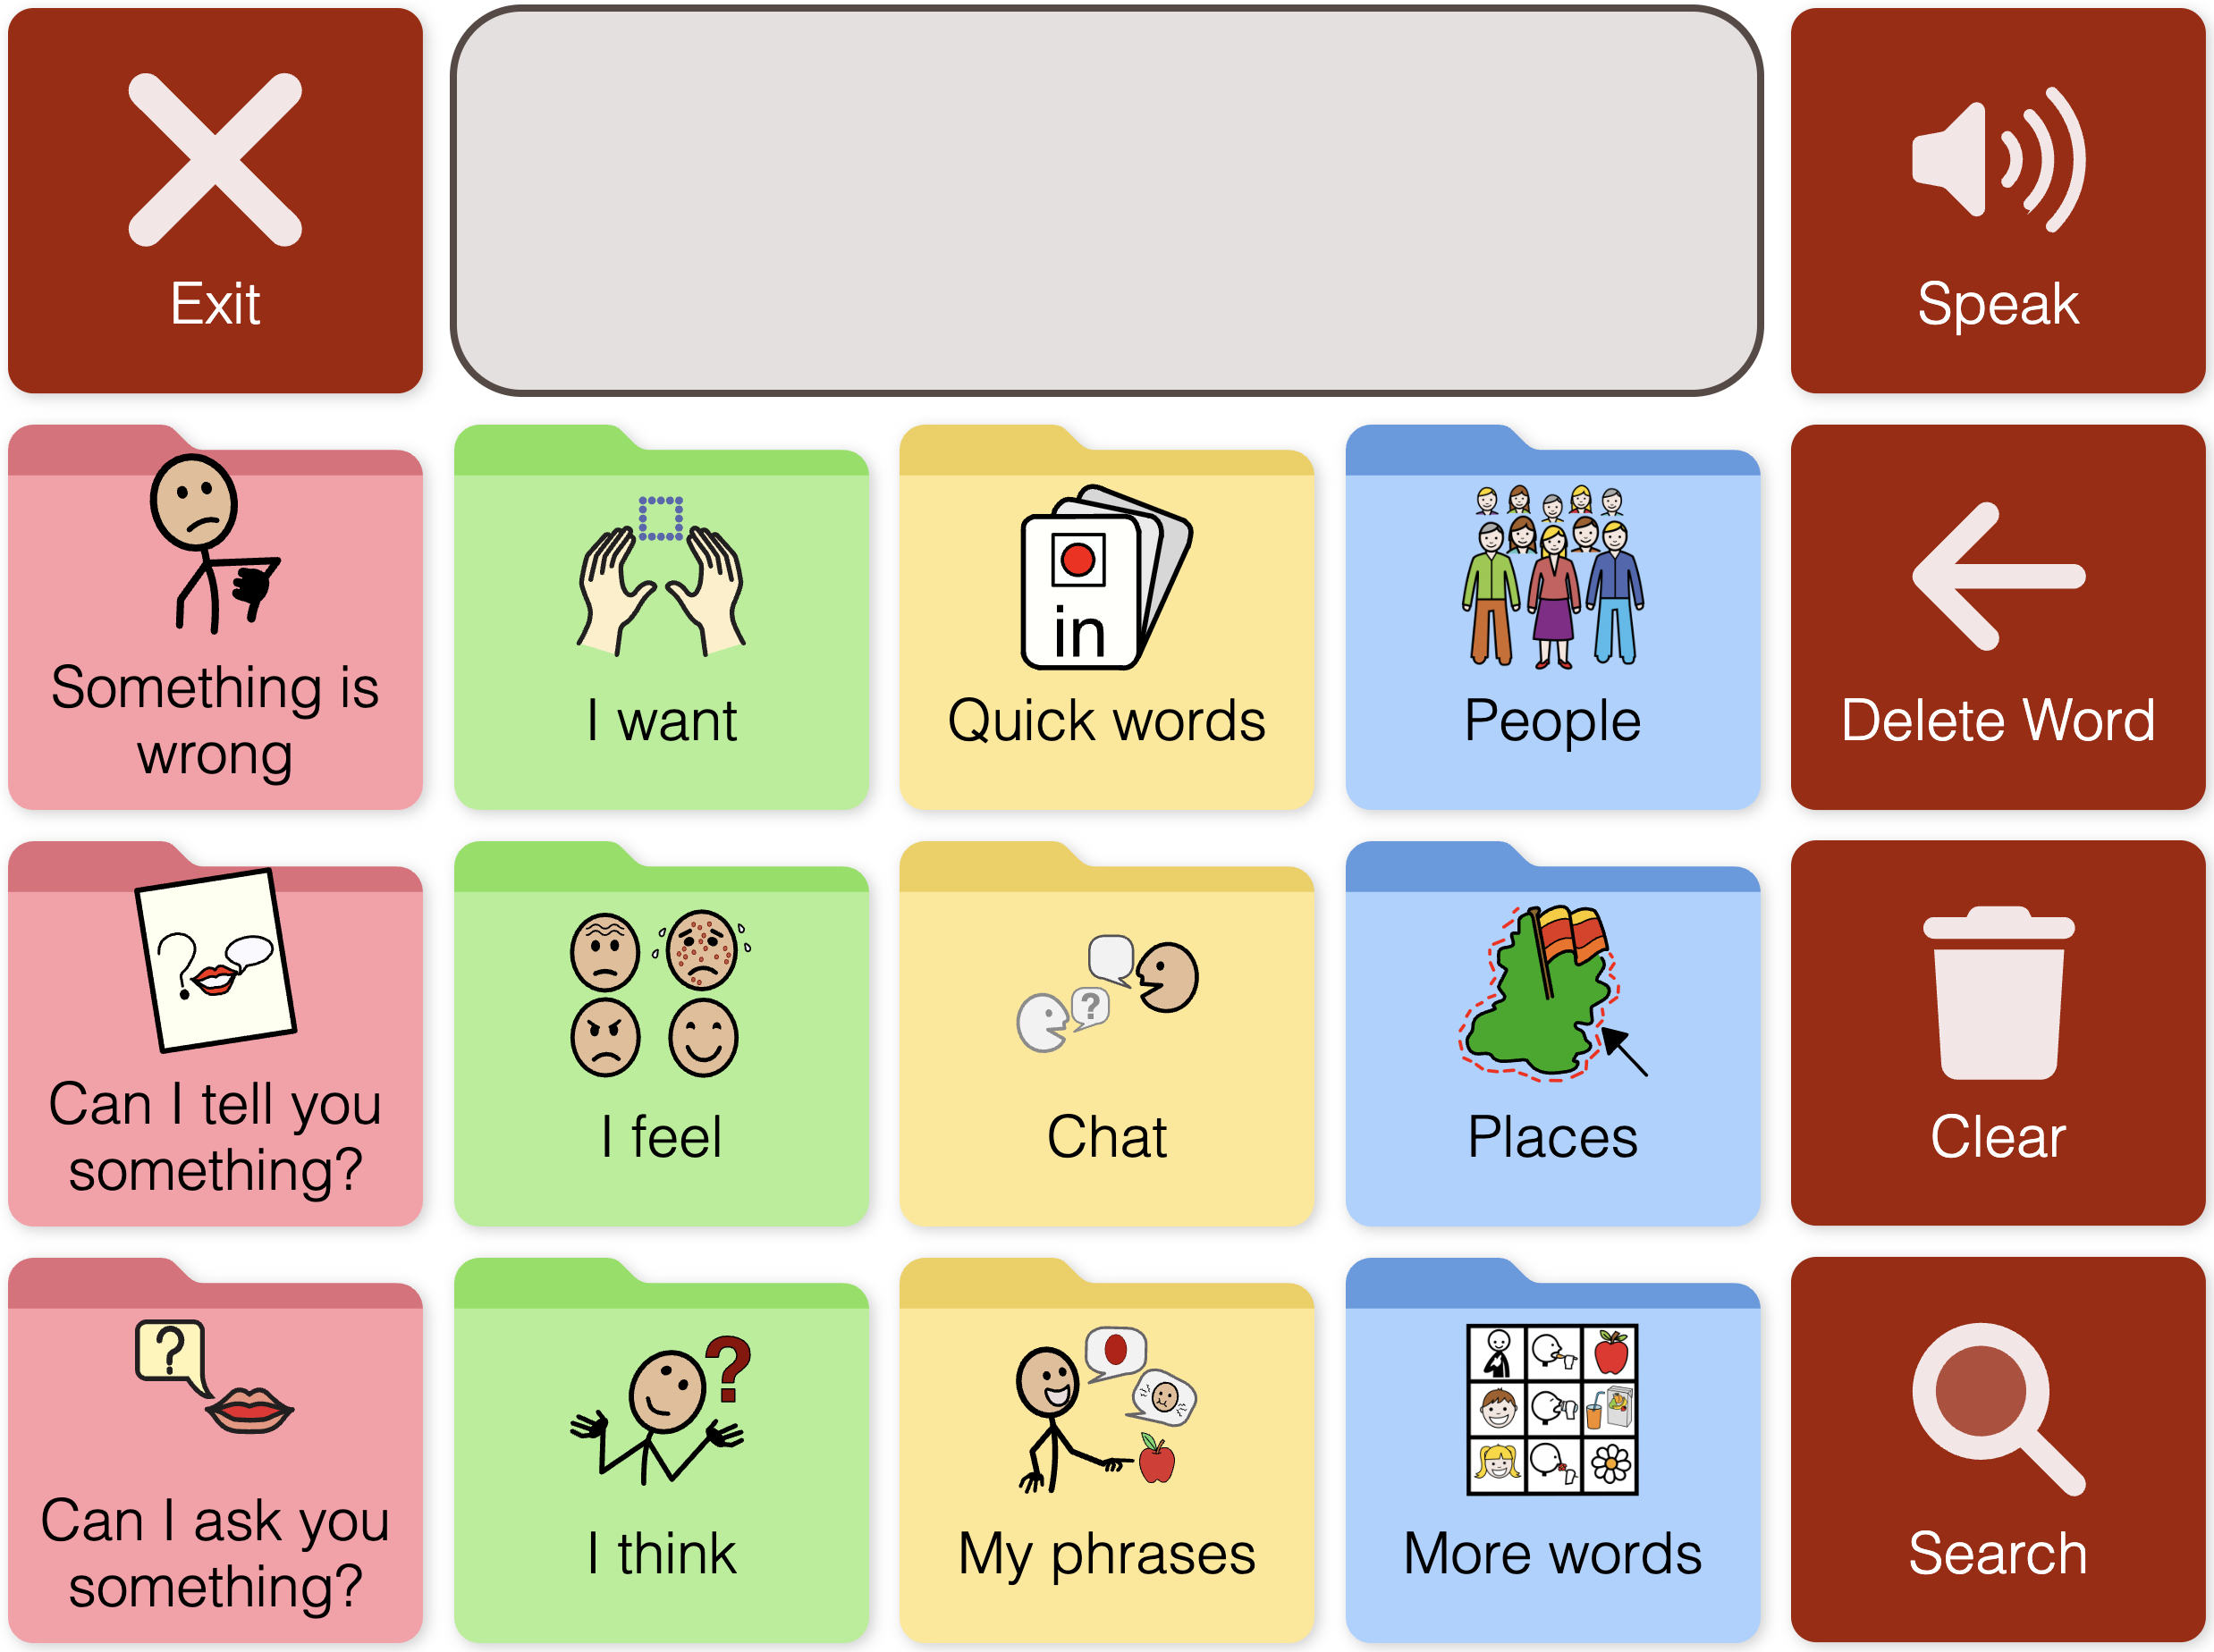 Exit
Speak
Something is
wrong
I want
in
Quick words
People
Delete Word
?
Can I tell you
something?
I feel
?
Chat
Places
Clear
?
Can I ask you
something?
?
I think
My phrases
More words
Search